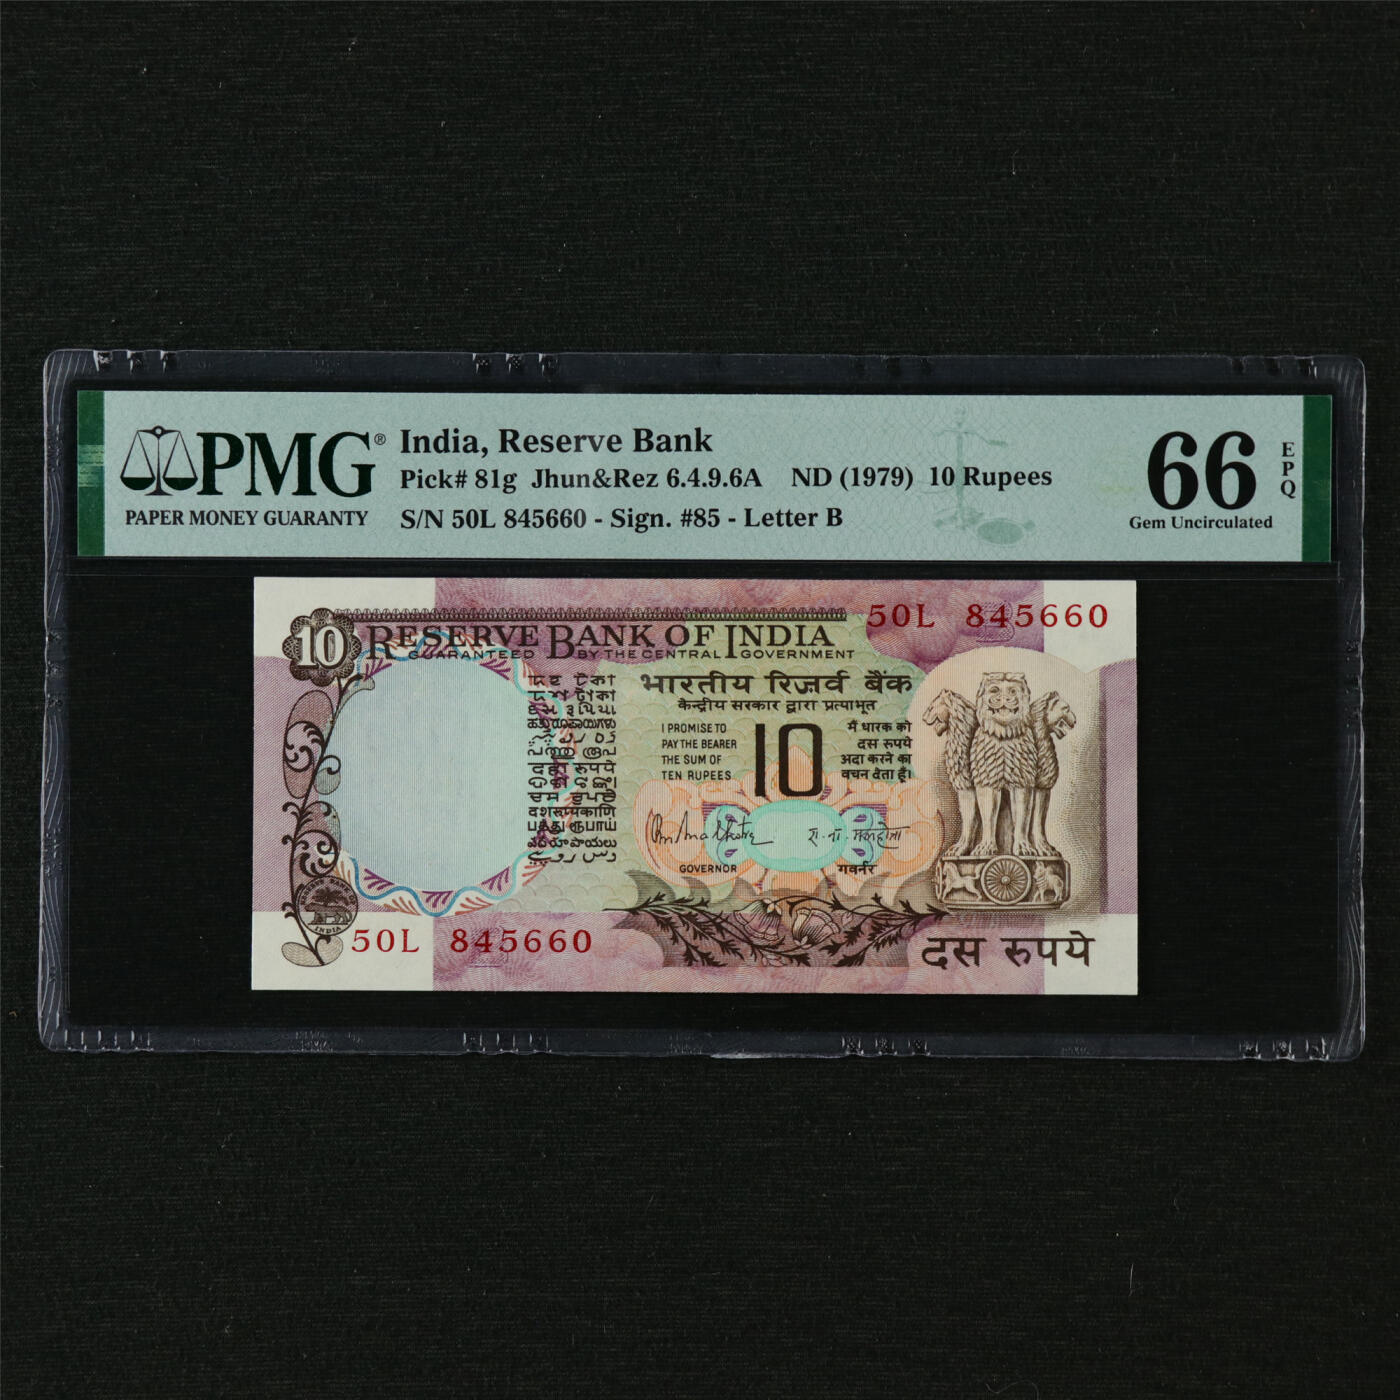 PMG®
PAPER MONEY GUARANTY
India, Reserve Bank
Pick# 81g Jhun&Rez 6.4.9.6A ND (1979) 10 Rupees
S/N 50L 845660 - Sign. #85 - Letter B
66
EPQ
Gem Uncirculated
50L 845660
10
RESERVE BANK OF INDIA
GUARANTEED BY THE CENTRAL GOVERNMENT
भारतीय रिज़र्व बैंक
केन्द्रीय सरकार द्वारा प्रत्याभूत
I PROMISE TO
PAY THE BEARER
THE SUM OF
TEN RUPEES
10
मैं धारक को
दस रुपये
अदा करने का
वचन देता हूँ।
GOVERNOR
गवर्नर
50L 845660
दस रुपये